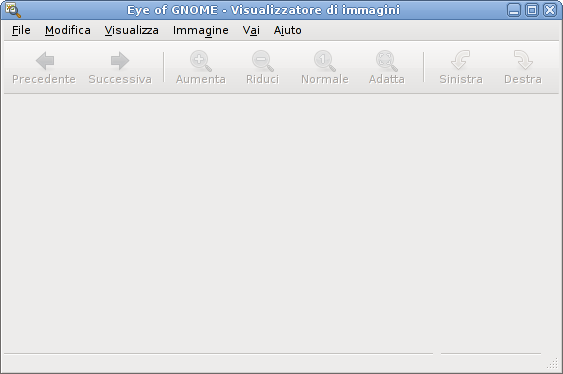 Eye of GNOME - Visualizzatore di immagini
File Modifica Visualizza Immagine Vai Aiuto
Precedente Successiva Aumenta Riduci Normale Adatta Sinistra Destra